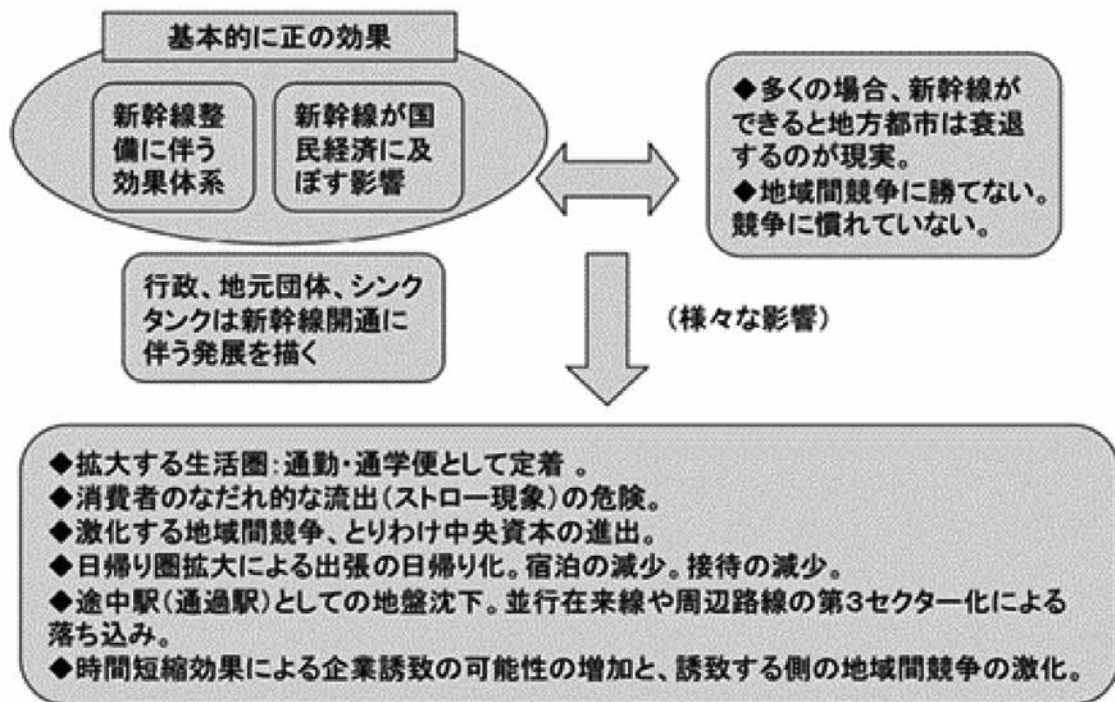 基本的に正の効果
新幹線整
備に伴う
効果体系
新幹線が国
民経済に及
ぼす影響
◆多くの場合、新幹線が
できると地方都市は衰退
するのが現実。
◆地域間競争に勝てない。
競争に慣れていない。
行政、地元団体、シンク
タンクは新幹線開通に
伴う発展を描く
(様々な影響)
◆拡大する生活圏:通勤・通学便として定着 。
◆消費者のなだれ的な流出(ストロー現象)の危険。
◆激化する地域間競争、とりわけ中央資本の進出。
◆日帰り圏拡大による出張の日帰り化。宿泊の減少。接待の減少。
◆途中駅(通過駅)としての地盤沈下。並行在来線や周辺路線の第3セクター化による
落ち込み。
◆時間短縮効果による企業誘致の可能性の増加と、誘致する側の地域間競争の激化。